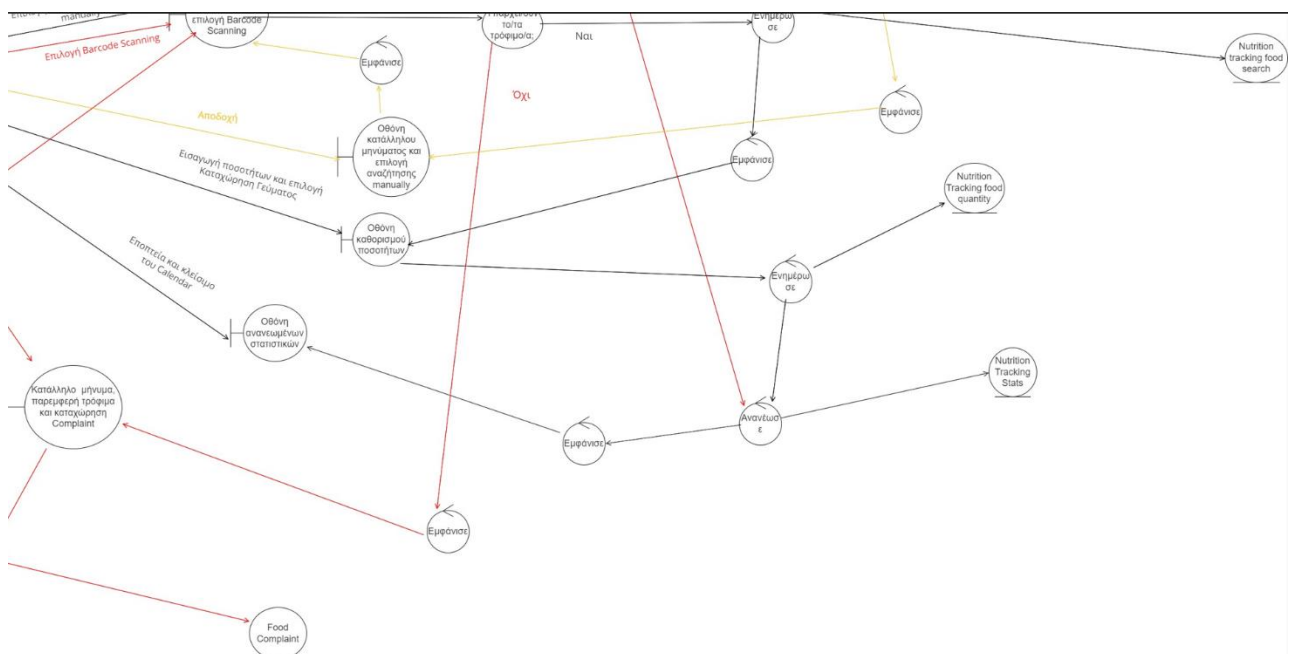 manually
επιλογή Barcode
Scanning
Επιλογή Barcode Scanning
το/τα
τρόφιμο/α;
Ναι
Ενημέρω
σε
Nutrition
tracking food
search
Εμφάνισε
Όχι
Εμφάνισε
Αποδοχή
Οθόνη
κατάλληλου
μηνύματος και
επιλογή
αναζήτησης
manually
Εμφάνισε
Εισαγωγή ποσοτήτων και επιλογή
Καταχώρηση Γεύματος
Nutrition
Tracking food
quantity
Οθόνη
καθορισμού
ποσοτήτων
Εποπτεία και κλείσιμο
του Calendar
Ενημέρω
σε
Οθόνη
ανανεωμένων
στατιστικών
Nutrition
Tracking
Stats
Κατάλληλο μήνυμα,
παρεμφερή τρόφιμα
και καταχώρηση
Complaint
Ανανέωσ
ε
Εμφάνισε
Εμφάνισε
Food
Complaint